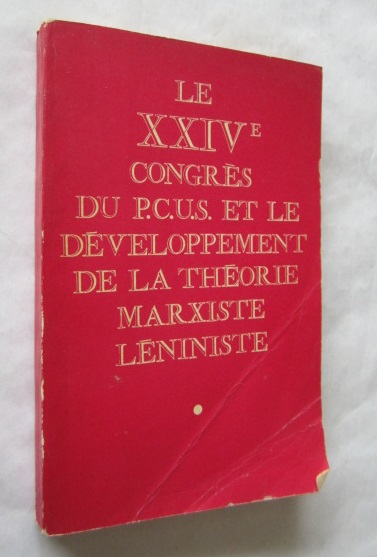 LE
XXIVE
CONGRÈS
DU P.C.U.S. ET LE
DÉVELOPPEMENT
DE LA THÉORIE
MARXISTE
LÉNINISTE